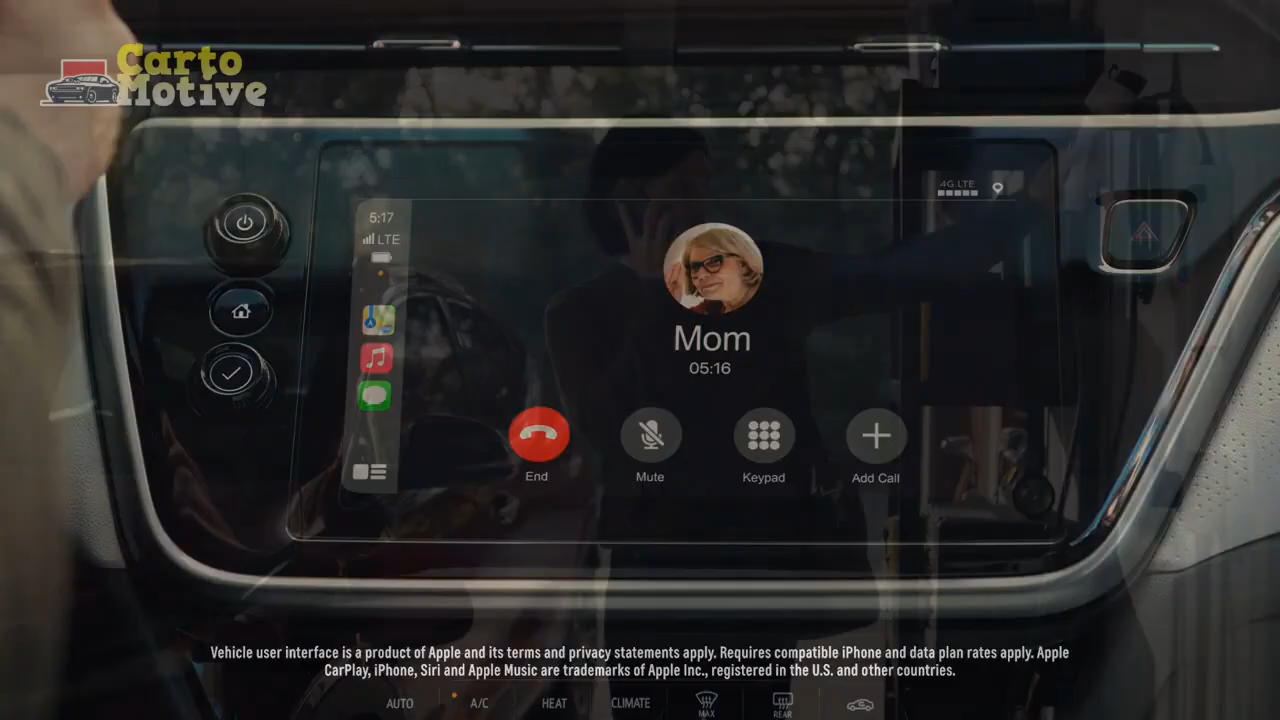 Carto
Motive
4G LTE
5:17
LTE
Mom
05:16
End
Mute
Keypad
Add Call
Vehicle user interface is a product of Apple and its terms and privacy statements apply. Requires compatible iPhone and data plan rates apply. Apple
CarPlay, iPhone, Siri and Apple Music are trademarks of Apple Inc., registered in the U.S. and other countries.
AUTO
A/C
HEAT
CLIMATE
MAX
REAR